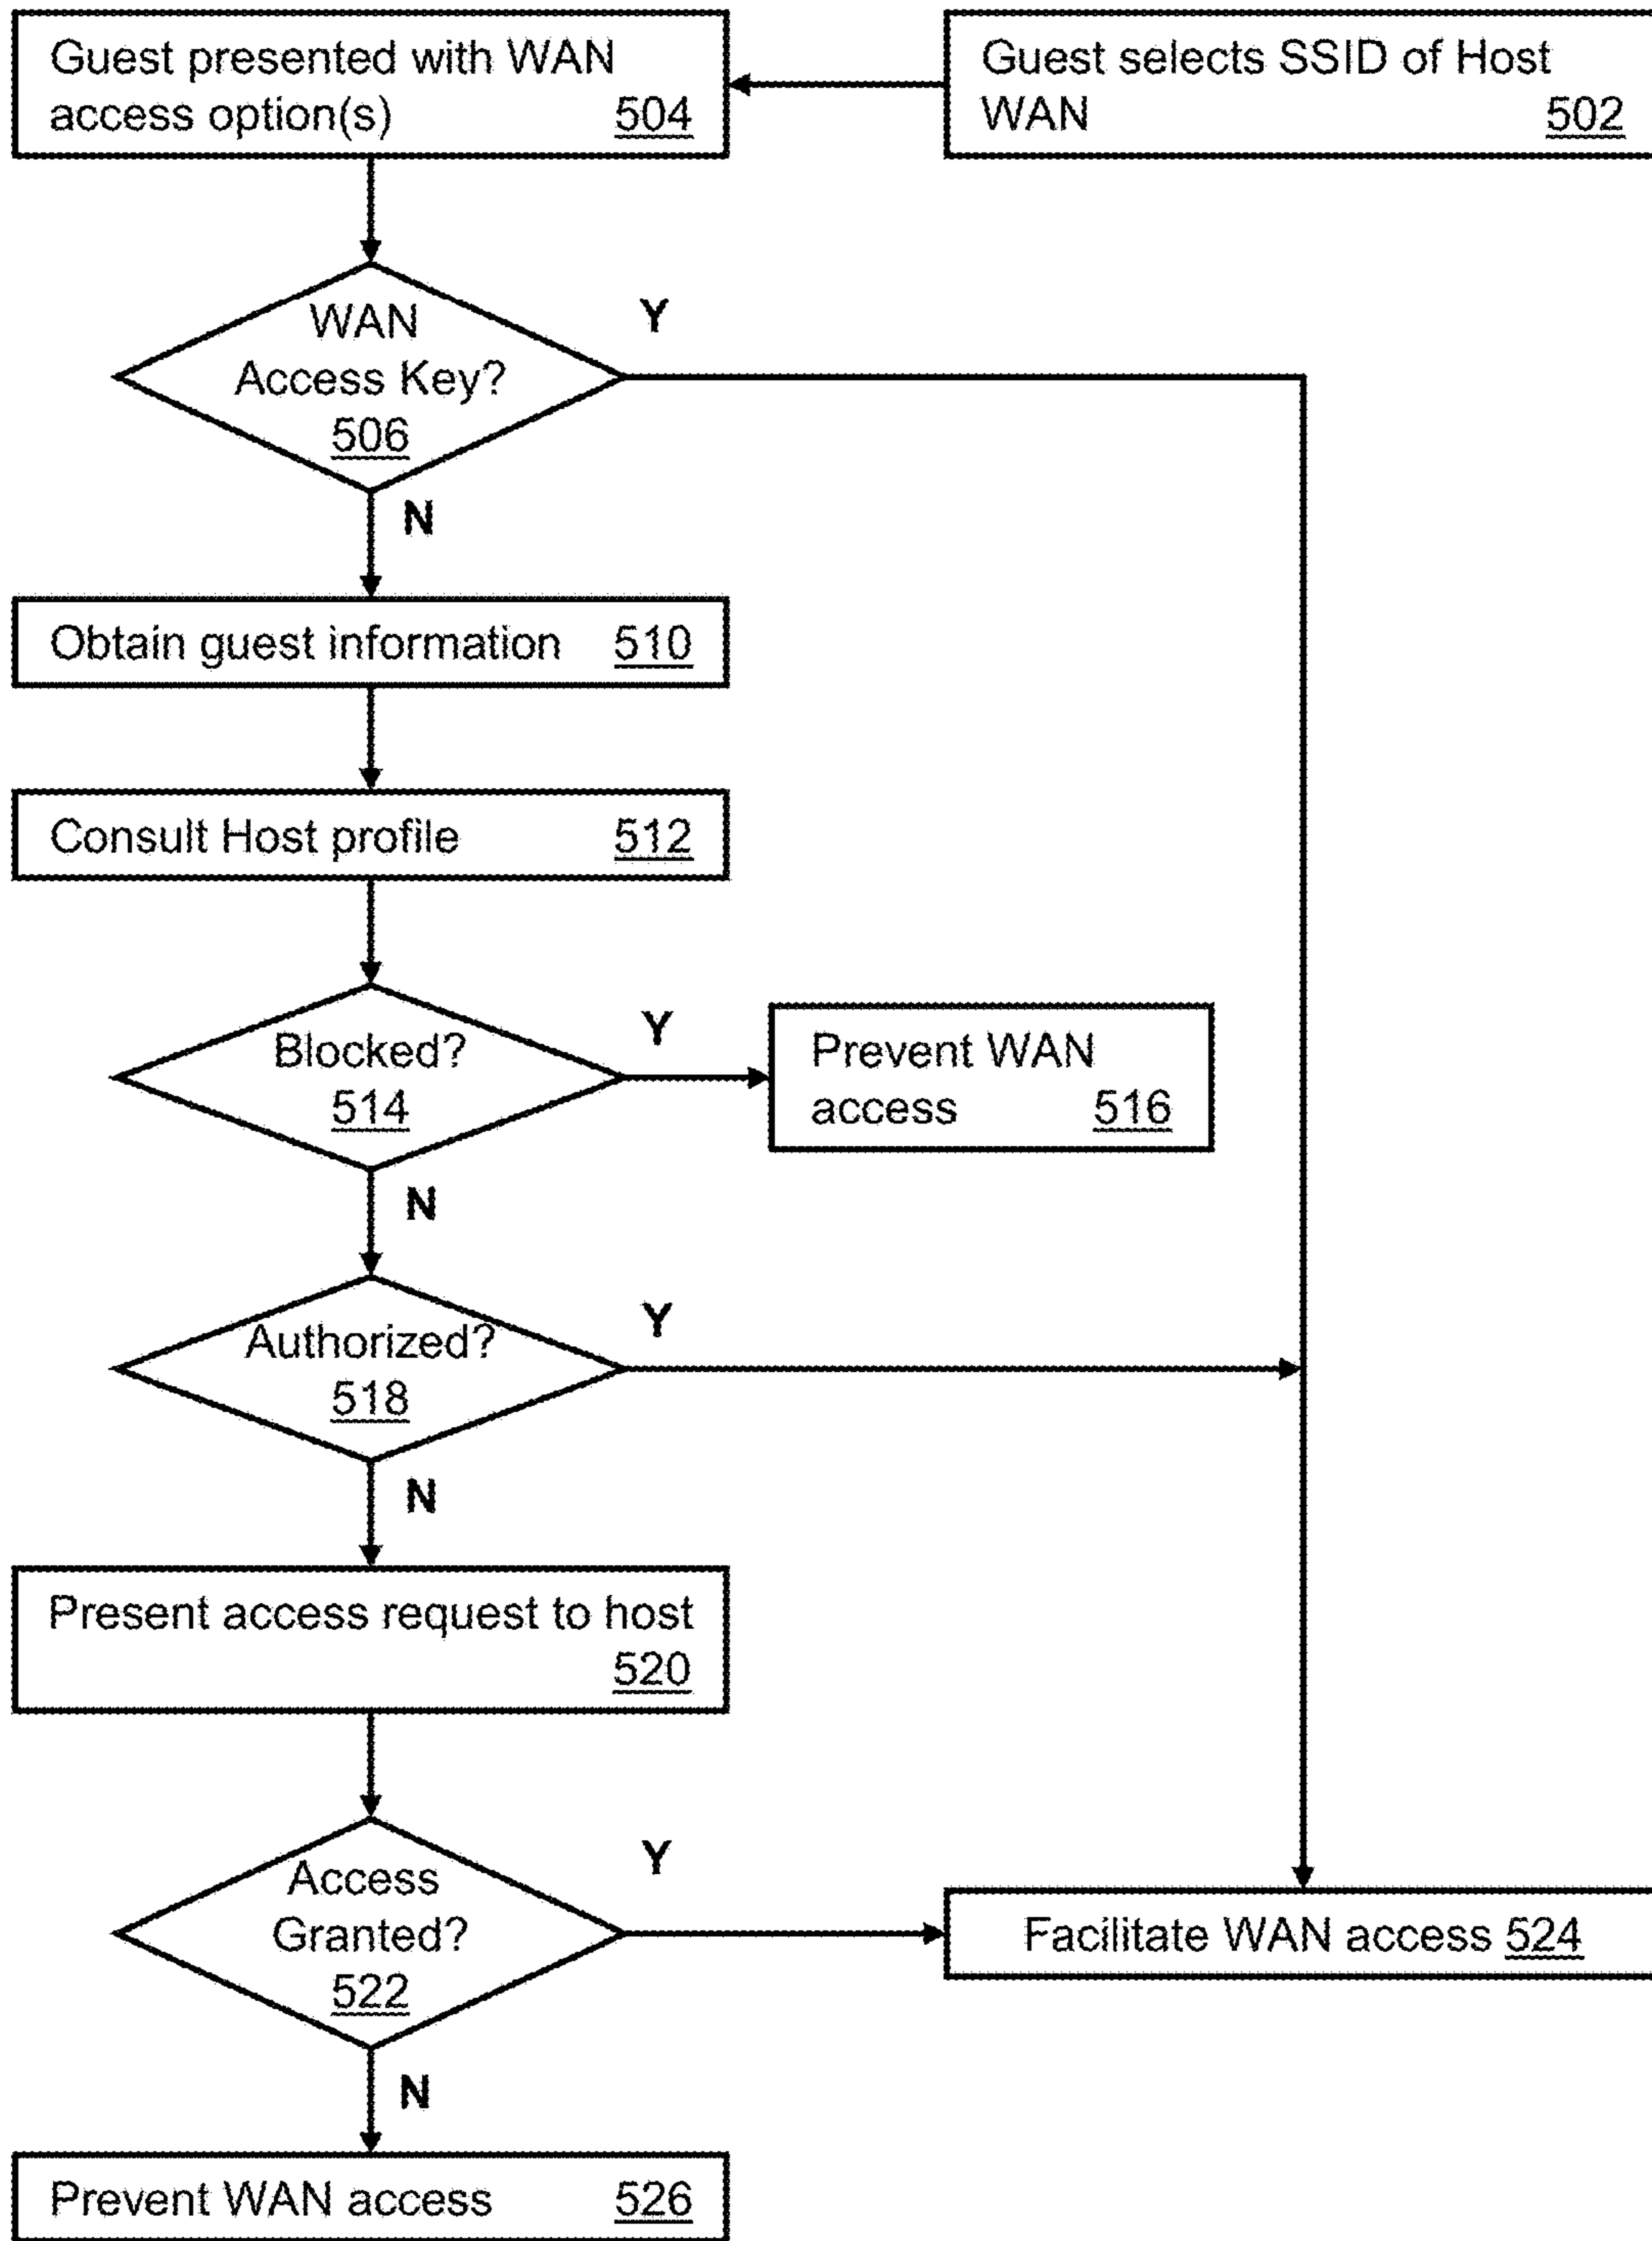 Guest presented with WAN
access option(s) 504
Guest selects SSID of Host
WAN 502
WAN
Access Key?
506
Y
N
Obtain guest information 510
Consult Host profile 512
Blocked?
514
Y
Prevent WAN
access 516
N
Authorized?
518
Y
N
Present access request to host
520
Access
Granted?
522
Y
Facilitate WAN access 524
N
Prevent WAN access 526